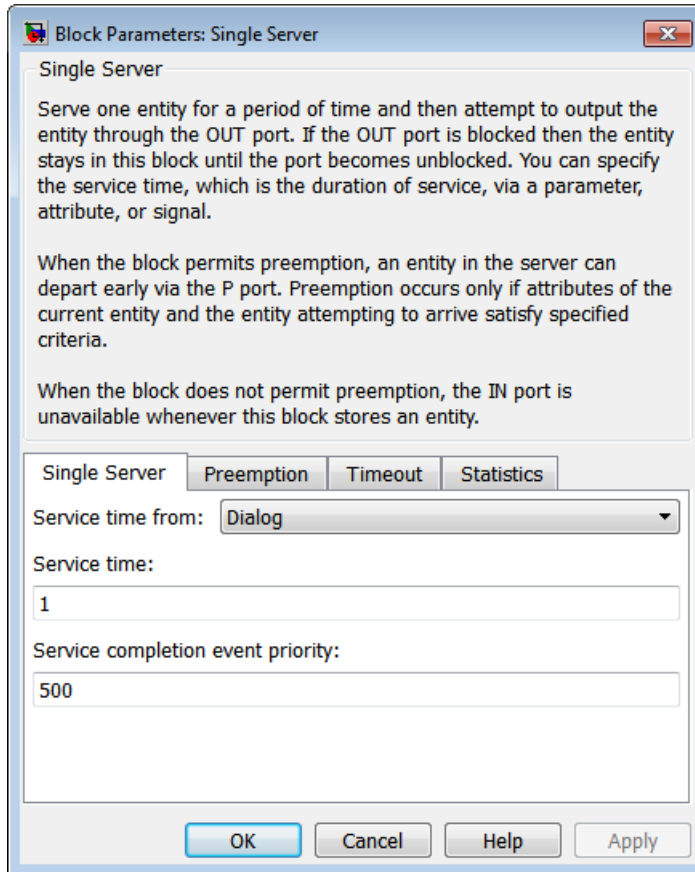 Block Parameters: Single Server
Single Server
Serve one entity for a period of time and then attempt to output the
entity through the OUT port. If the OUT port is blocked then the entity
stays in this block until the port becomes unblocked. You can specify
the service time, which is the duration of service, via a parameter,
attribute, or signal.
When the block permits preemption, an entity in the server can
depart early via the P port. Preemption occurs only if attributes of the
current entity and the entity attempting to arrive satisfy specified
criteria.
When the block does not permit preemption, the IN port is
unavailable whenever this block stores an entity.
Single Server Preemption Timeout Statistics
Service time from: Dialog
Service time:
1
Service completion event priority:
500
OK Cancel Help Apply